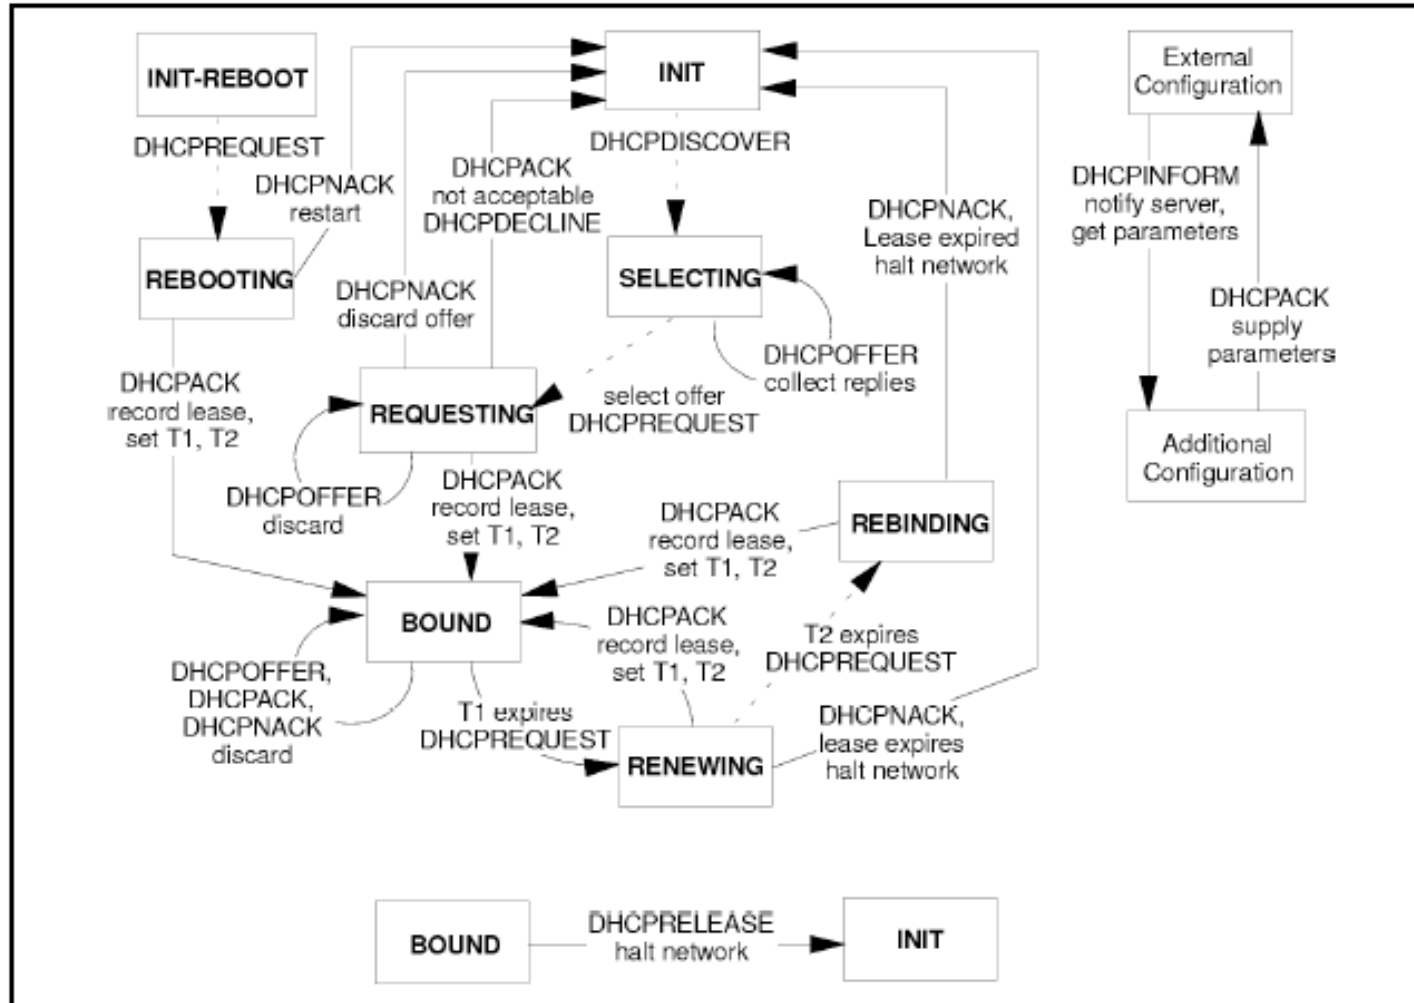 INIT-REBOOT
DHCPREQUEST
REBOOTING
DHCPNACK
restart
DHCPACK
record lease,
set T1, T2
INIT
DHCPNACK
discard offer
DHCPACK
not acceptable
DHCPDECLINE
DHCPDISCOVER
SELECTING
DHCPOFFER
collect replies
select offer
DHCPREQUEST
REQUESTING
DHCPOFFER
discard
DHCPACK
record lease,
set T1, T2
DHCPNACK,
Lease expired
halt network
REBINDING
DHCPACK
record lease,
set T1, T2
BOUND
DHCPOFFER,
DHCPACK,
DHCPNACK
discard
T1 expires
DHCPREQUEST
DHCPACK
record lease,
set T1, T2
RENEWING
T2 expires
DHCPREQUEST
DHCPNACK,
lease expires
halt network
External
Configuration
DHCPINFORM
notify server,
get parameters
DHCPACK
supply
parameters
Additional
Configuration
BOUND
DHCPRELEASE
halt network
INIT